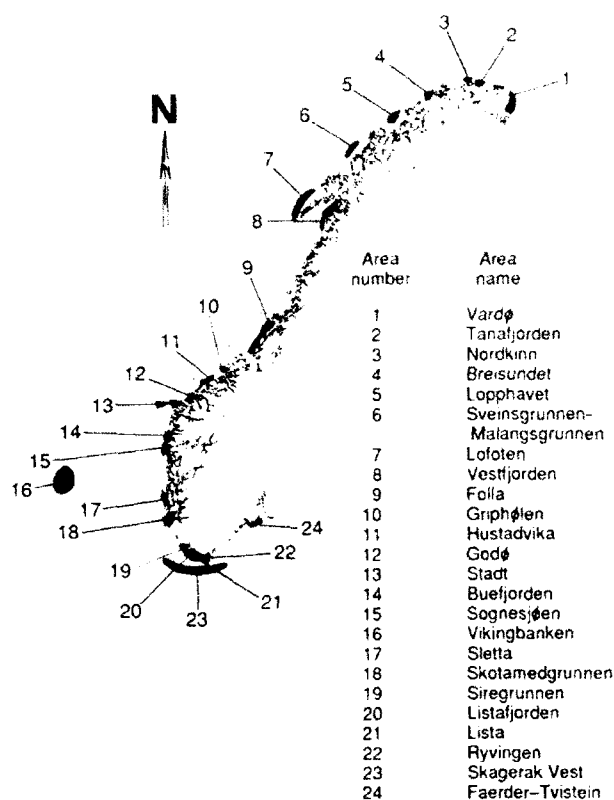 3
2
4
1
5
6
N
7
8
Area number
Area name
9
1 Vardø
2 Tanafjorden
3 Nordkinn
10
4 Breisundet
11
5 Lopphavet
12
6 Sveinsgrunnen-
Malangsgrunnen
13
7 Lofoten
14
8 Vestfjorden
15
9 Folla
16
10 Griphølen
17
11 Hustadvika
24
12 Godø
18
13 Stadt
22
14 Buefjorden
19
15 Sognesjøen
20
21
23
16 Vikingbanken
17 Sletta
18 Skotamedgrunnen
19 Siregrunnen
20 Listafjorden
21 Lista
22 Ryvingen
23 Skagerak Vest
24 Faerder-Tvistein